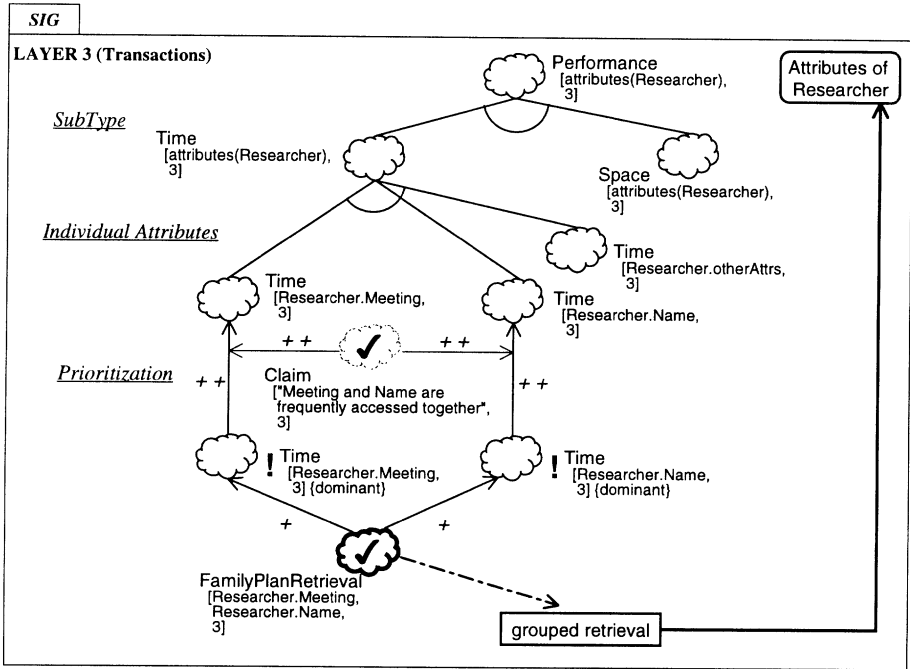 SIG
LAYER 3 (Transactions)
Performance
[attributes(Researcher),
3]
Attributes of
Researcher
SubType
Time
[attributes(Researcher),
3]
Space
[attributes(Researcher),
3]
Individual Attributes
Time
[Researcher.otherAttrs,
3]
Time
[Researcher.Meeting,
3]
Time
[Researcher.Name,
3]
+ +
+ +
Prioritization
+ +
+ +
Claim
["Meeting and Name are
frequently accessed together",
3]
! Time
[Researcher.Meeting,
3] {dominant}
! Time
[Researcher.Name,
3] {dominant}
+
+
FamilyPlanRetrieval
[Researcher.Meeting,
Researcher.Name,
3]
grouped retrieval